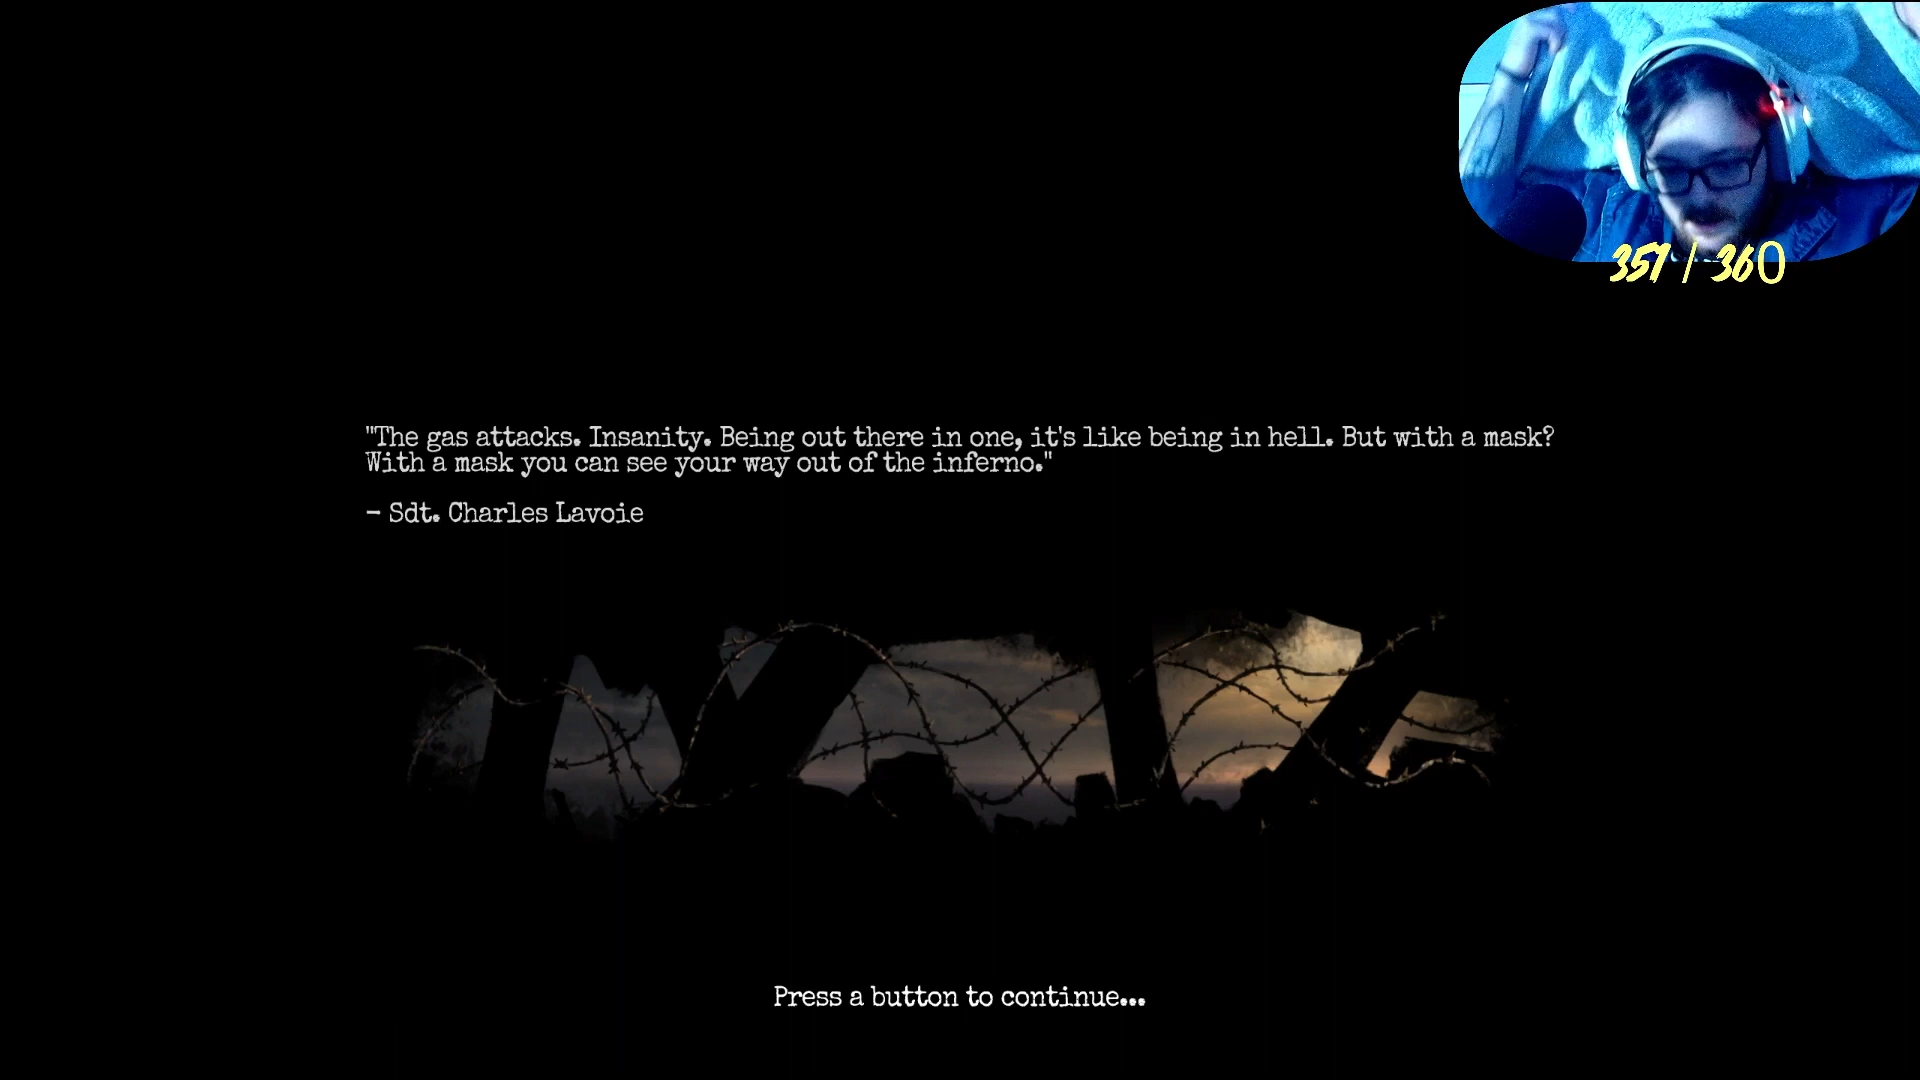 357 / 360
"The gas attacks. Insanity. Being out there in one, it's like being in hell. But with a mask?
With a mask you can see your way out of the inferno."
- Sdt. Charles Lavoie
Press a button to continue...